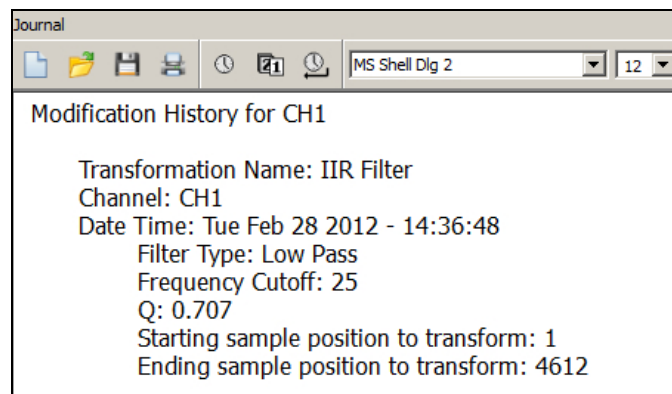 Journal
MS Shell Dlg 2 12
Modification History for CH1
Transformation Name: IIR Filter
Channel: CH1
Date Time: Tue Feb 28 2012 - 14:36:48
Filter Type: Low Pass
Frequency Cutoff: 25
Q: 0.707
Starting sample position to transform: 1
Ending sample position to transform: 4612